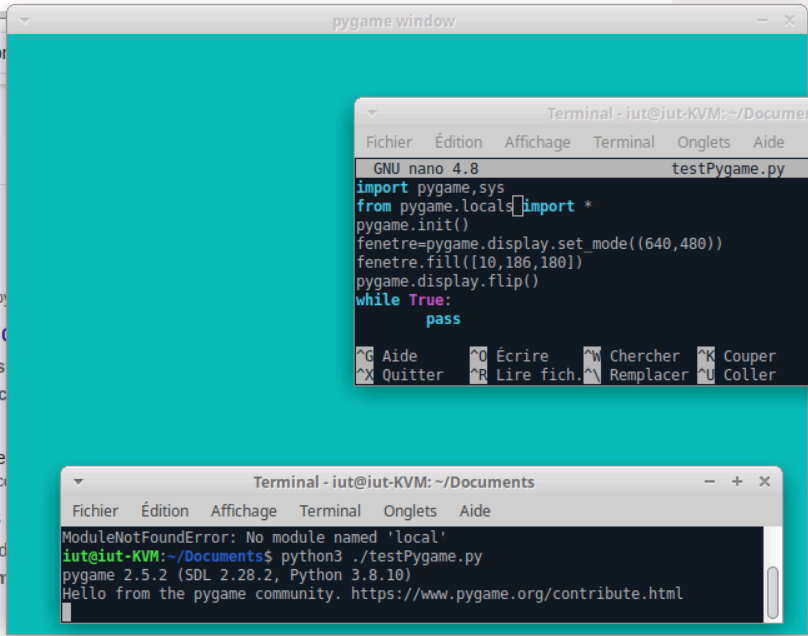 pygame window
Terminal - iut@iut-KVM: ~/Docume
Fichier Édition Affichage Terminal Onglets Aide
GNU nano 4.8 testPygame.py
import pygame,sys
from pygame.locals import *
pygame.init()
fenetre=pygame.display.set_mode((640,480))
fenetre.fill([10,186,180])
pygame.display.flip()
while True:
pass
^G Aide ^O Écrire ^W Chercher ^K Couper
^X Quitter ^R Lire fich. ^\ Remplacer ^U Coller
Terminal - iut@iut-KVM: ~/Documents
Fichier Édition Affichage Terminal Onglets Aide
ModuleNotFoundError: No module named 'local'
iut@iut-KVM:~/Documents$ python3 ./testPygame.py
pygame 2.5.2 (SDL 2.28.2, Python 3.8.10)
Hello from the pygame community. https://www.pygame.org/contribute.html